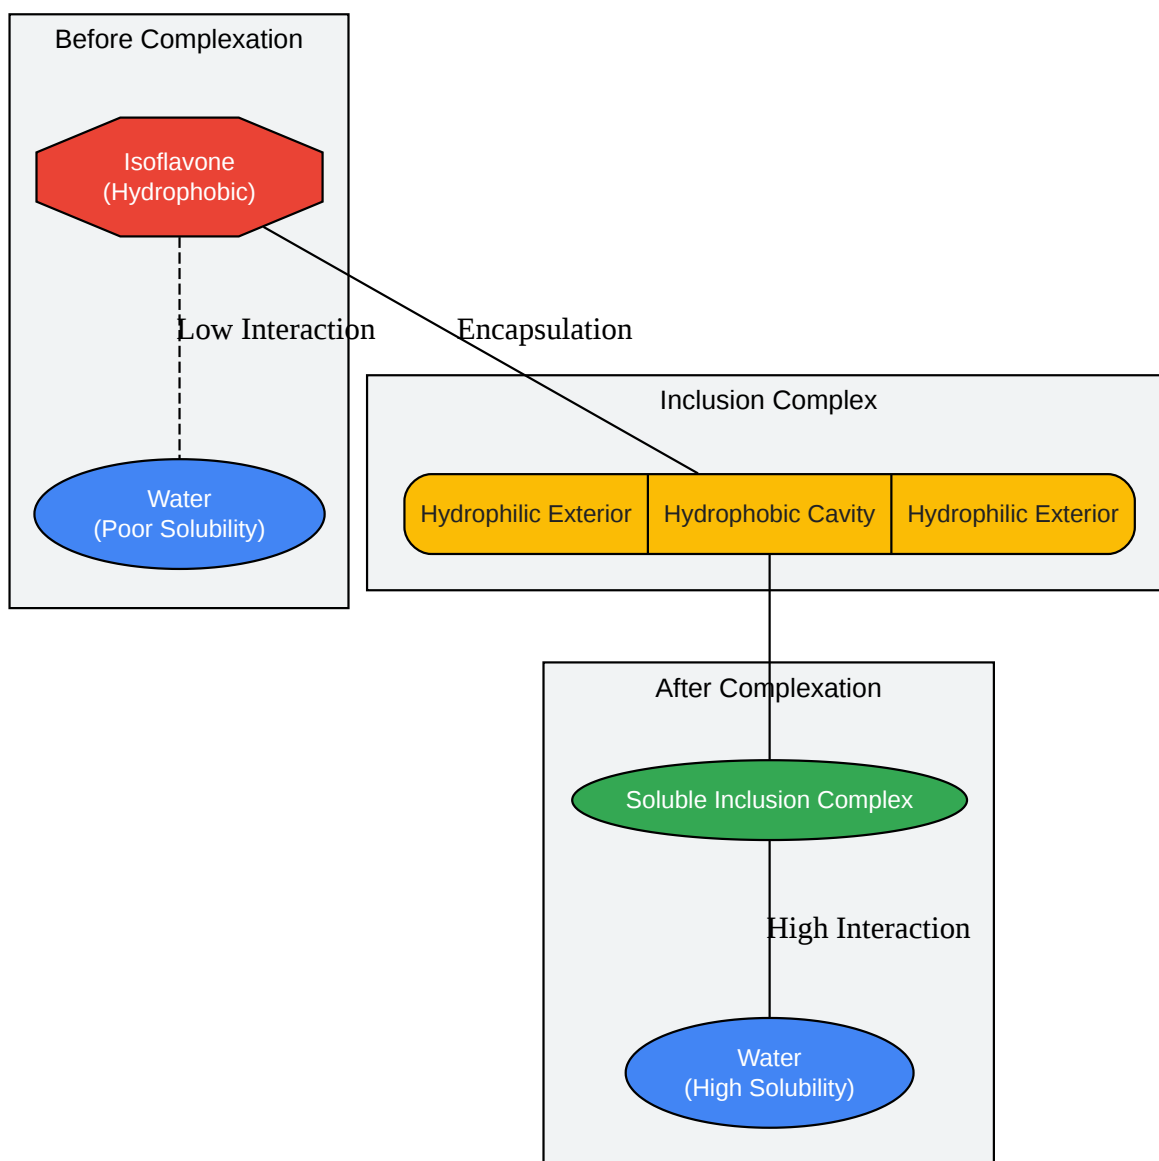 Before Complexation
Isoflavone
(Hydrophobic)
Low Interaction
Encapsulation
Water
(Poor Solubility)
Inclusion Complex
Hydrophilic Exterior
Hydrophobic Cavity
Hydrophilic Exterior
After Complexation
Soluble Inclusion Complex
High Interaction
Water
(High Solubility)